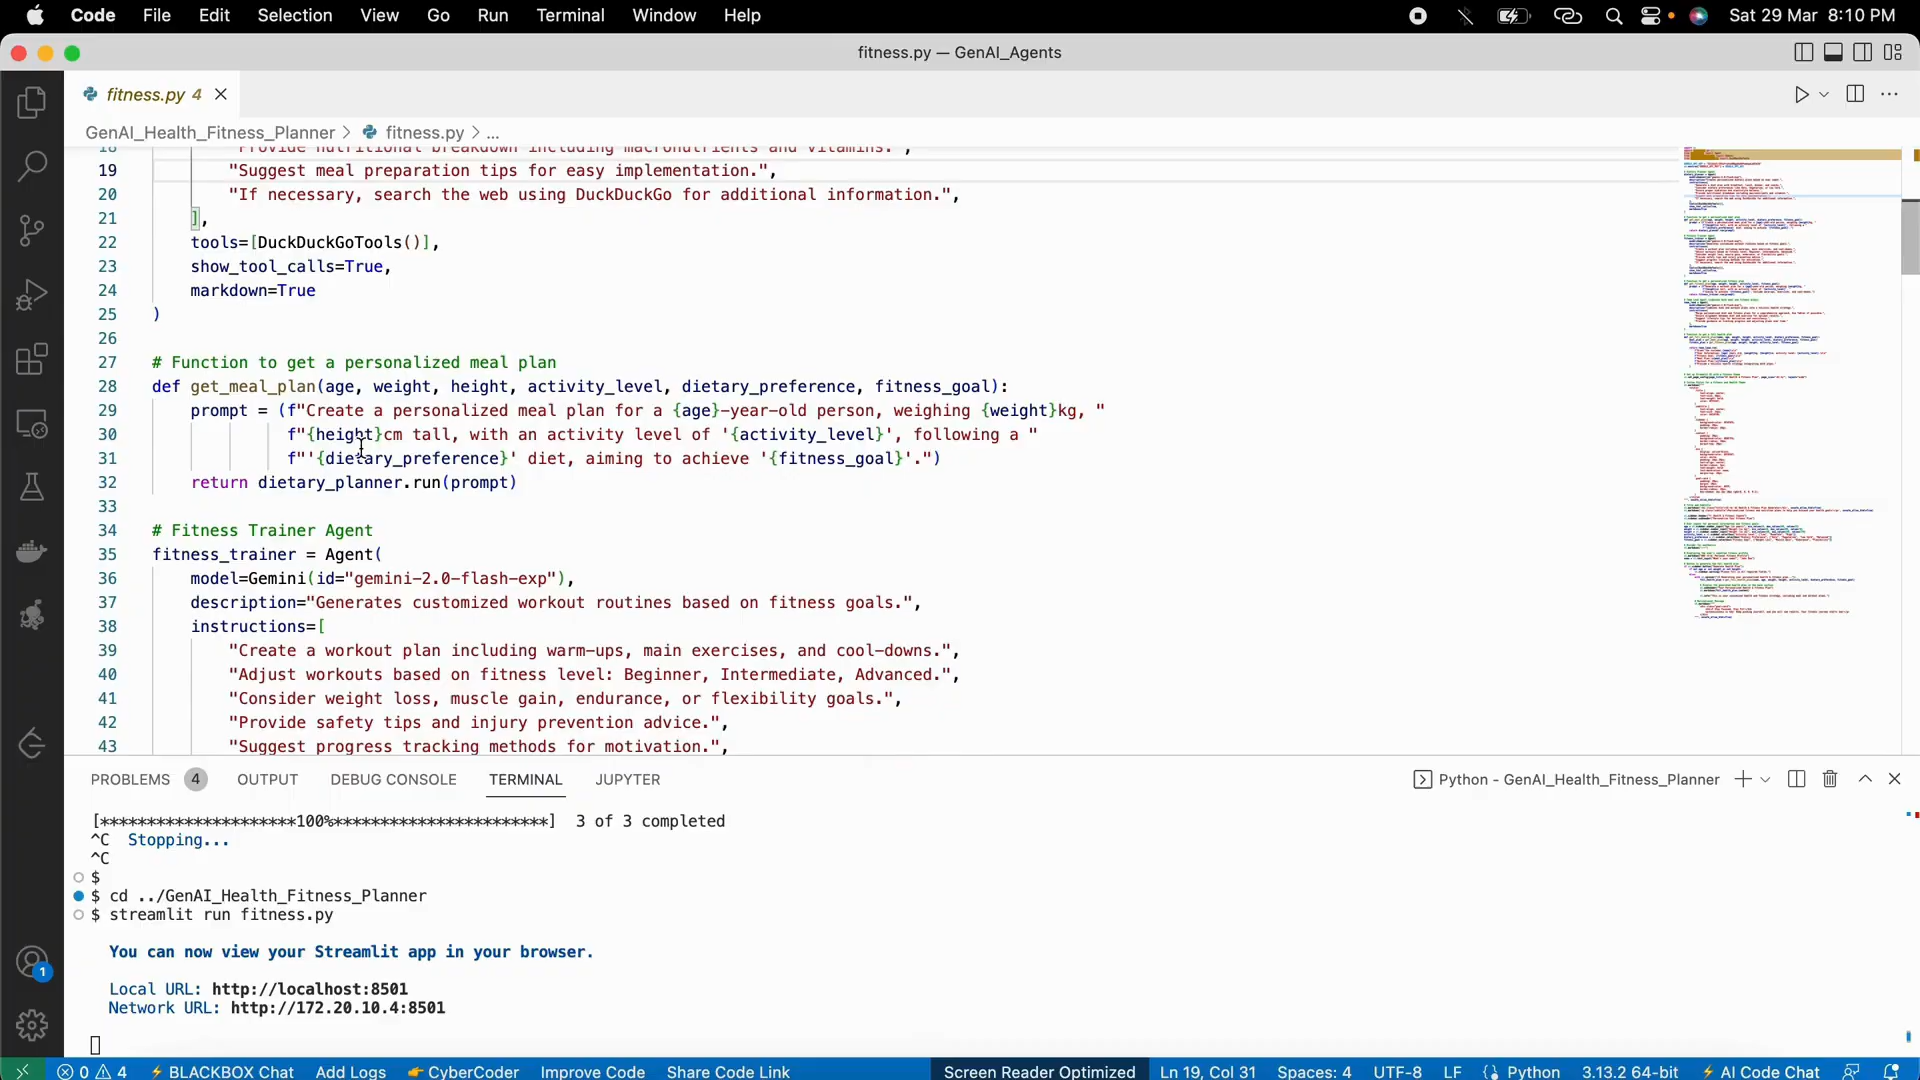 Code File Edit Selection View Go Run Terminal Window Help Sat 29 Mar 8:10 PM
fitness.py — GenAI_Agents
fitness.py 4
GenAI_Health_Fitness_Planner > fitness.py > ...
18 "Provide nutritional breakdown including macronutrients and vitamins.",
19 "Suggest meal preparation tips for easy implementation.",
20 "If necessary, search the web using DuckDuckGo for additional information.",
21 ],
22 tools=[DuckDuckGoTools()],
23 show_tool_calls=True,
24 markdown=True
25 )
26
27 # Function to get a personalized meal plan
28 def get_meal_plan(age, weight, height, activity_level, dietary_preference, fitness_goal):
29 prompt = (f"Create a personalized meal plan for a {age}-year-old person, weighing {weight}kg, "
30 f"{height}cm tall, with an activity level of '{activity_level}', following a "
31 f"'{dietary_preference}' diet, aiming to achieve '{fitness_goal}'.")
32 return dietary_planner.run(prompt)
33
34 # Fitness Trainer Agent
35 fitness_trainer = Agent(
36 model=Gemini(id="gemini-2.0-flash-exp"),
37 description="Generates customized workout routines based on fitness goals.",
38 instructions=[
39 "Create a workout plan including warm-ups, main exercises, and cool-downs.",
40 "Adjust workouts based on fitness level: Beginner, Intermediate, Advanced.",
41 "Consider weight loss, muscle gain, endurance, or flexibility goals.",
42 "Provide safety tips and injury prevention advice.",
43 "Suggest progress tracking methods for motivation.",
PROBLEMS 4 OUTPUT DEBUG CONSOLE TERMINAL JUPYTER Python - GenAI_Health_Fitness_Planner
[**********************100%***********************] 3 of 3 completed
^C Stopping...
^C
$
$ cd ../GenAI_Health_Fitness_Planner
$ streamlit run fitness.py
You can now view your Streamlit app in your browser.
Local URL: http://localhost:8501
Network URL: http://172.20.10.4:8501
1
0 4 BLACKBOX Chat Add Logs CyberCoder Improve Code Share Code Link Screen Reader Optimized Ln 19, Col 31 Spaces: 4 UTF-8 LF {} Python 3.13.2 64-bit AI Code Chat